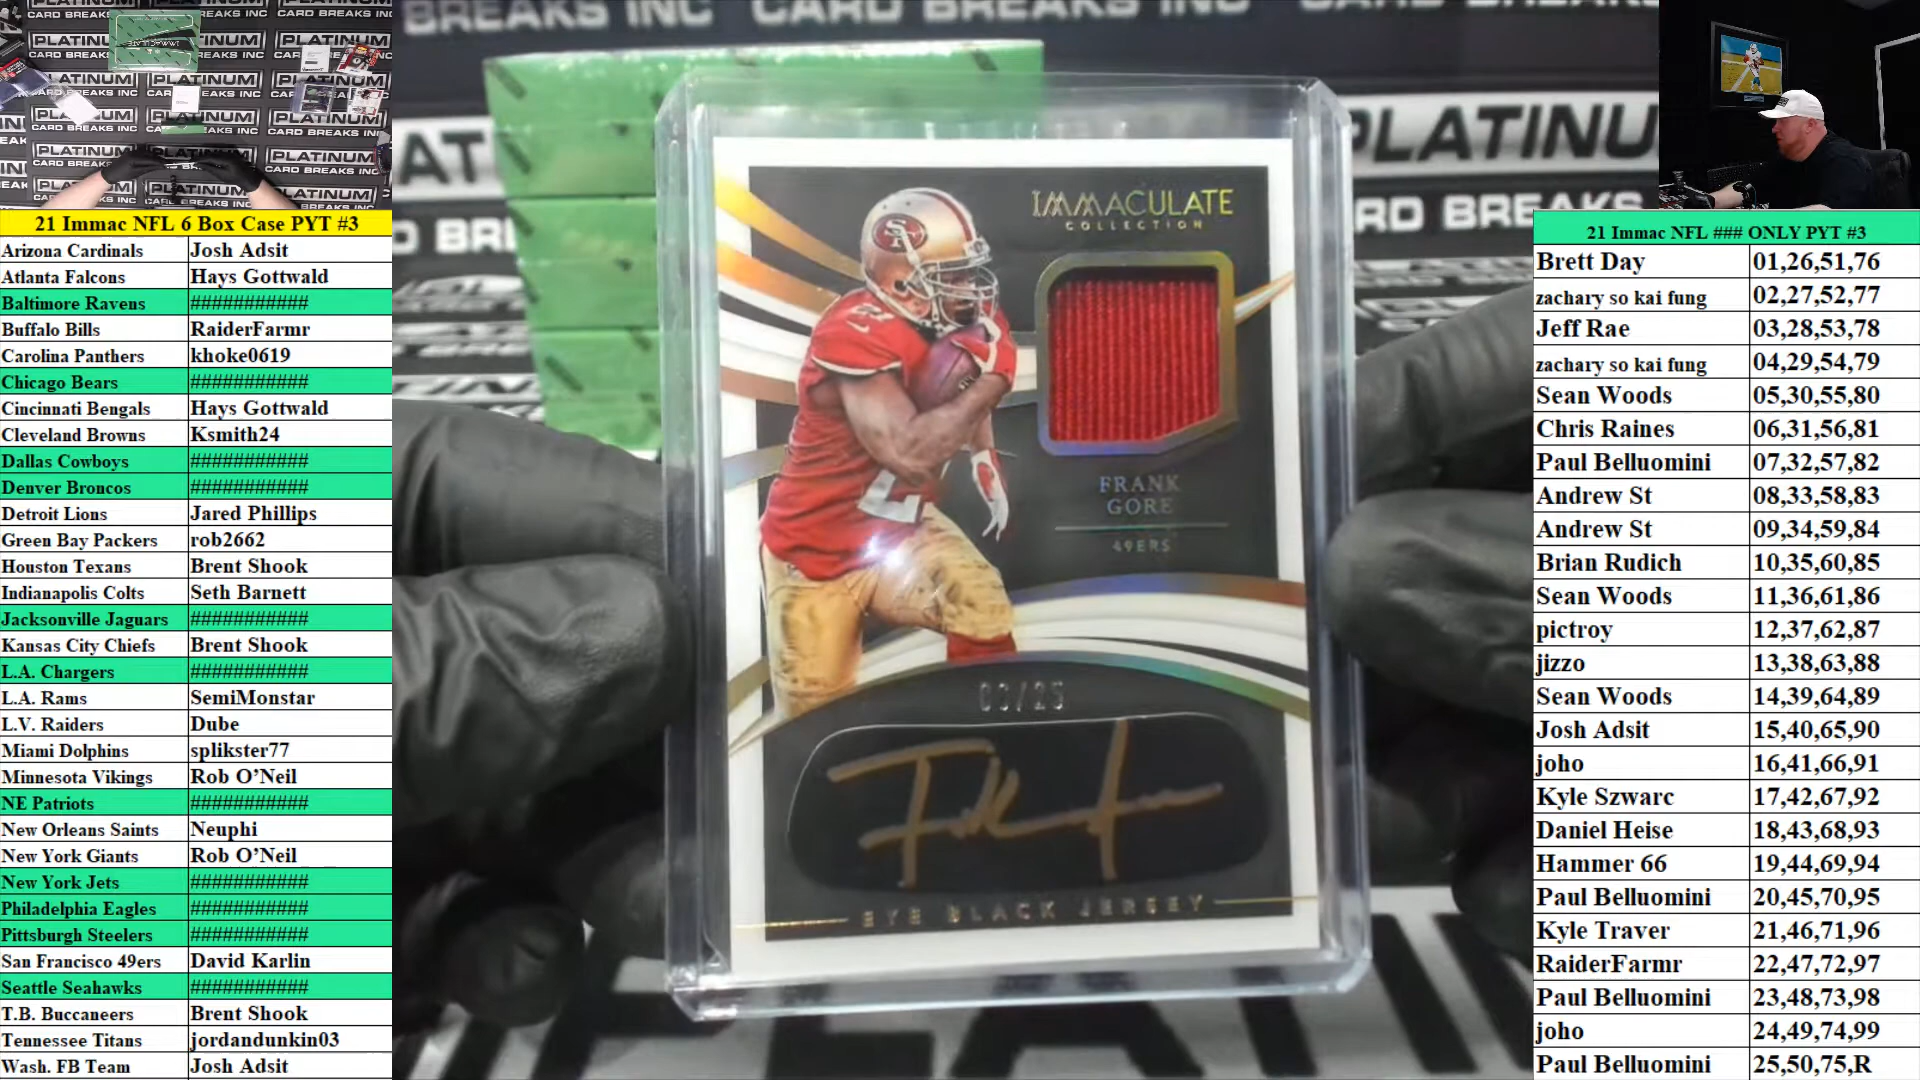 PLATINUM
CARD BREAKS INC
21 Immac NFL 6 Box Case PYT #3
Arizona Cardinals Josh Adsit
Atlanta Falcons Hays Gottwald
Baltimore Ravens ###########
Buffalo Bills RaiderFarmr
Carolina Panthers khoke0619
Chicago Bears ###########
Cincinnati Bengals Hays Gottwald
Cleveland Browns Ksmith24
Dallas Cowboys ###########
Denver Broncos ###########
Detroit Lions Jared Phillips
Green Bay Packers rob2662
Houston Texans Brent Shook
Indianapolis Colts Seth Barnett
Jacksonville Jaguars ###########
Kansas City Chiefs Brent Shook
L.A. Chargers ###########
L.A. Rams SemiMonstar
L.V. Raiders Dube
Miami Dolphins splikster77
Minnesota Vikings Rob O’Neil
NE Patriots ###########
New Orleans Saints Neuphi
New York Giants Rob O’Neil
New York Jets ###########
Philadelphia Eagles ###########
Pittsburgh Steelers ###########
San Francisco 49ers David Karlin
Seattle Seahawks ###########
T.B. Buccaneers Brent Shook
Tennessee Titans jordandunkin03
Wash. FB Team Josh Adsit
CARD BREAKS INC
IMMACULATE
COLLECTION
SF
FRANK
GORE
49ERS
03/25
EYE BLACK JERSEY
21 Immac NFL ### ONLY PYT #3
Brett Day 01,26,51,76
zachary so kai fung 02,27,52,77
Jeff Rae 03,28,53,78
zachary so kai fung 04,29,54,79
Sean Woods 05,30,55,80
Chris Raines 06,31,56,81
Paul Belluomini 07,32,57,82
Andrew St 08,33,58,83
Andrew St 09,34,59,84
Brian Rudich 10,35,60,85
Sean Woods 11,36,61,86
pictroy 12,37,62,87
jizzo 13,38,63,88
Sean Woods 14,39,64,89
Josh Adsit 15,40,65,90
joho 16,41,66,91
Kyle Szwarc 17,42,67,92
Daniel Heise 18,43,68,93
Hammer 66 19,44,69,94
Paul Belluomini 20,45,70,95
Kyle Traver 21,46,71,96
RaiderFarmr 22,47,72,97
Paul Belluomini 23,48,73,98
joho 24,49,74,99
Paul Belluomini 25,50,75,R